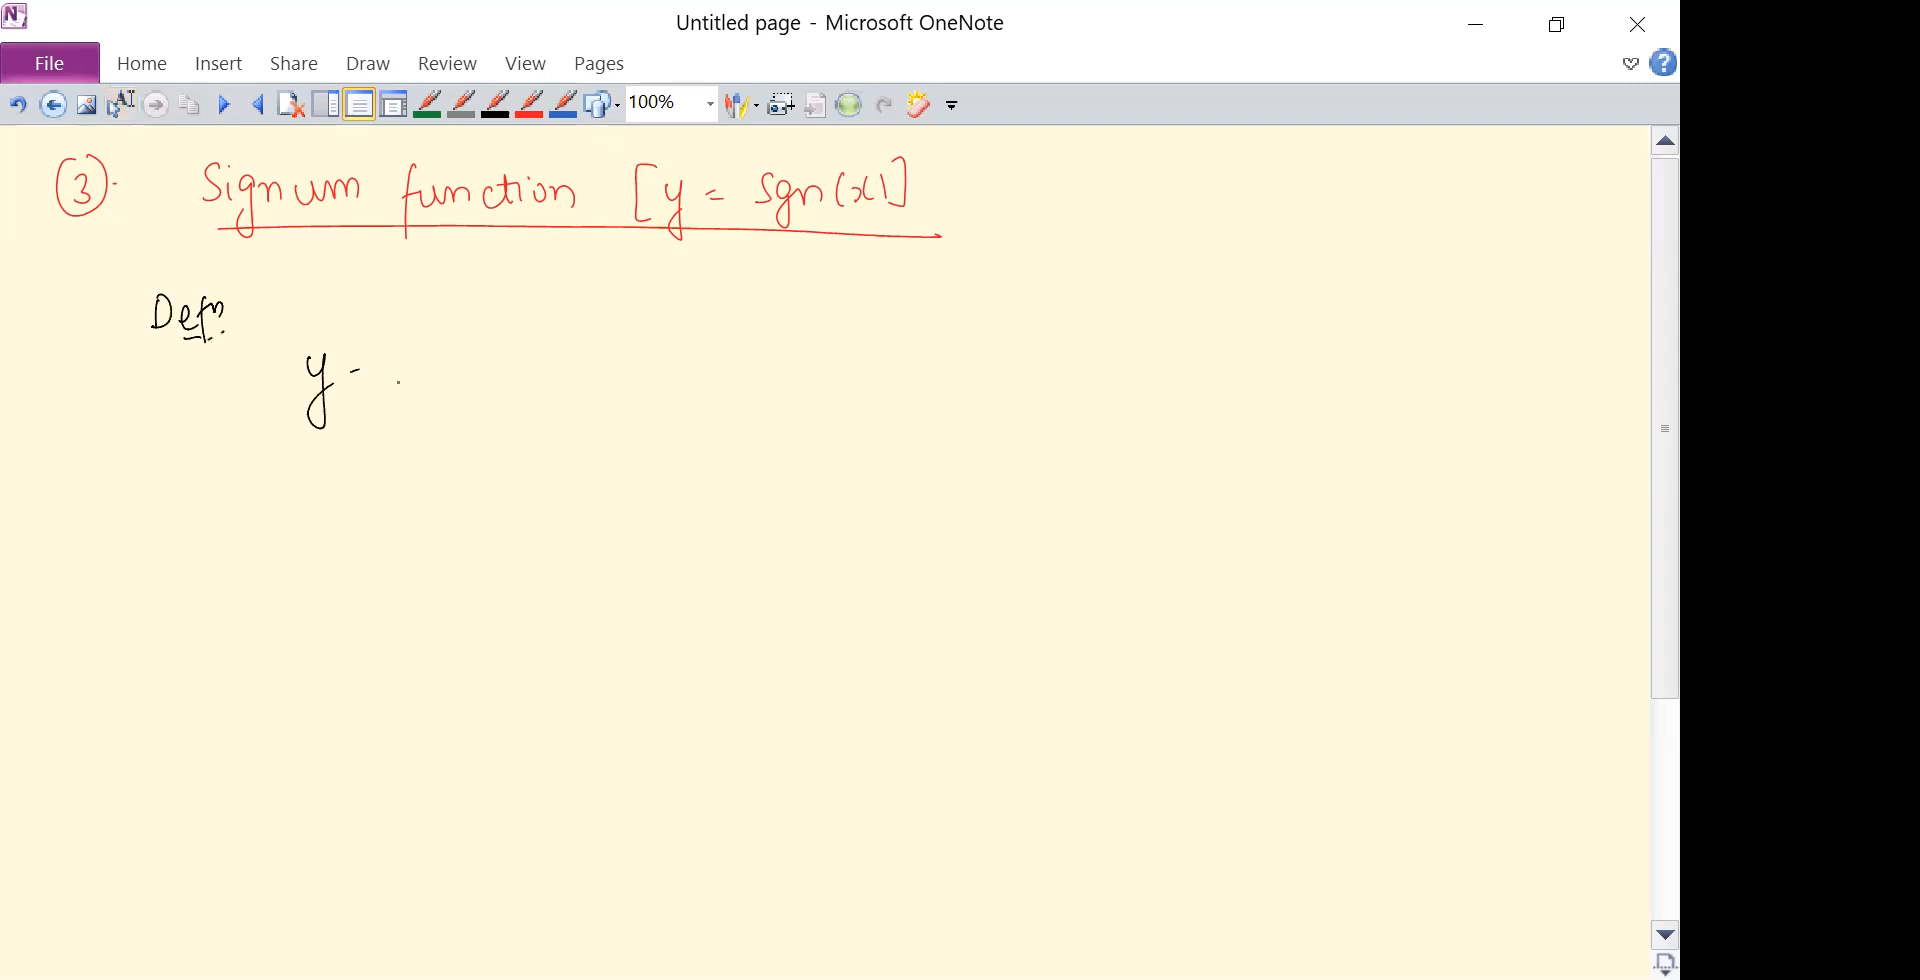 Untitled page - Microsoft OneNote
File Home Insert Share Draw Review View Pages
100%
③. Signum function [y = sgn(x)]
Defn.
y -